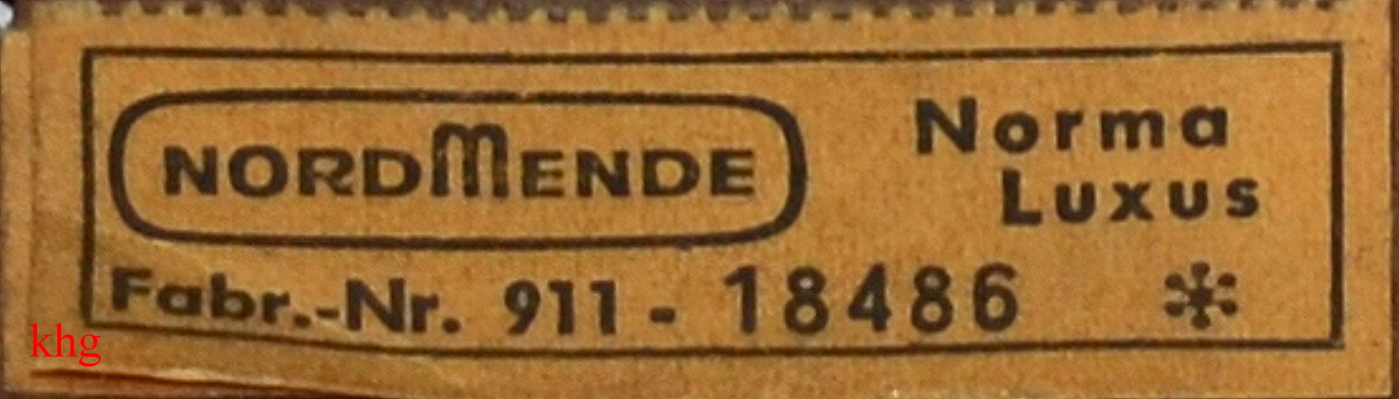 NORDMENDE
Norma
Luxus
Fabr.-Nr. 911 - 18486 *
khg